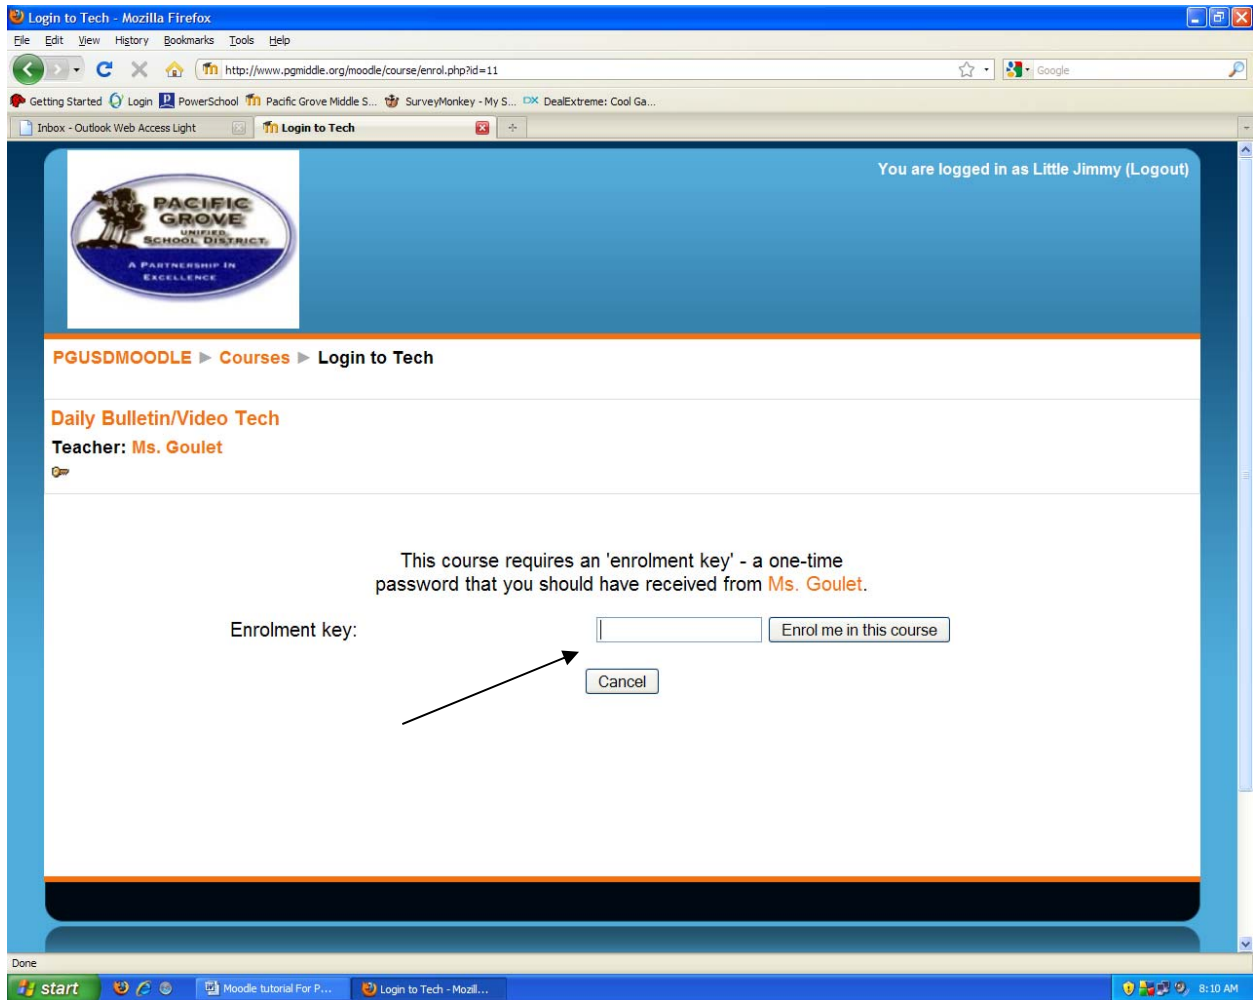 Login to Tech - Mozilla Firefox
File Edit View History Bookmarks Tools Help
http://www.pgmiddle.org/moodle/course/enrol.php?id=11
Google
Getting Started Login PowerSchool Pacific Grove Middle S... SurveyMonkey - My S... DealExtreme: Cool Ga...
Inbox - Outlook Web Access Light Login to Tech
You are logged in as Little Jimmy (Logout)
PACIFIC
GROVE
UNIFIED
SCHOOL DISTRICT
A PARTNERSHIP IN
EXCELLENCE
PGUSDMOODLE ► Courses ► Login to Tech
Daily Bulletin/Video Tech
Teacher: Ms. Goulet
This course requires an 'enrolment key' - a one-time
password that you should have received from Ms. Goulet.
Enrolment key: Enrol me in this course
Cancel
Done
start Moodle tutorial For P... Login to Tech - Mozill... 8:10 AM